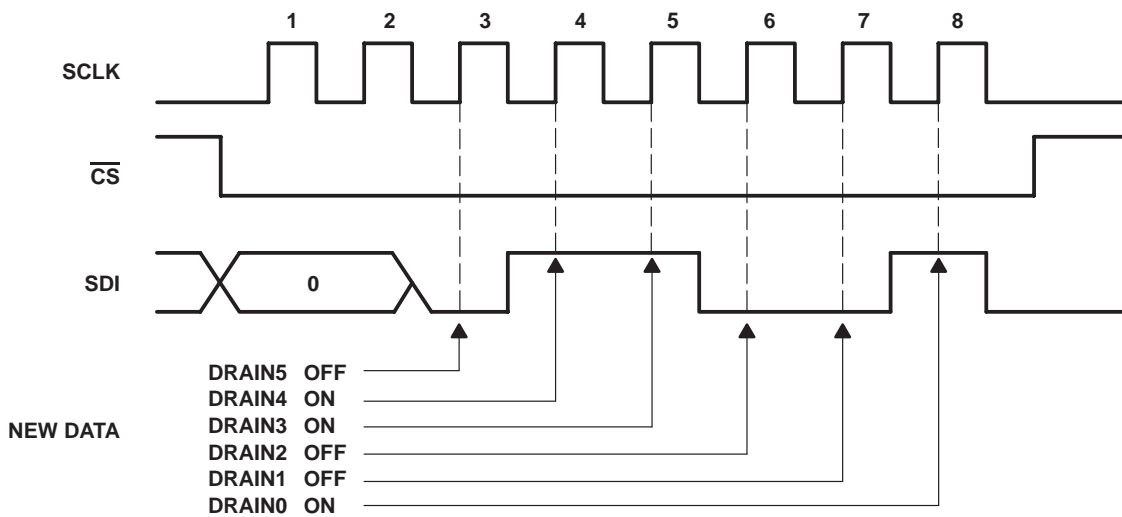 1 2 3 4 5 6 7 8
SCLK
CS
SDI
0
DRAIN5 OFF
DRAIN4 ON
DRAIN3 ON
NEW DATA
DRAIN2 OFF
DRAIN1 OFF
DRAIN0 ON